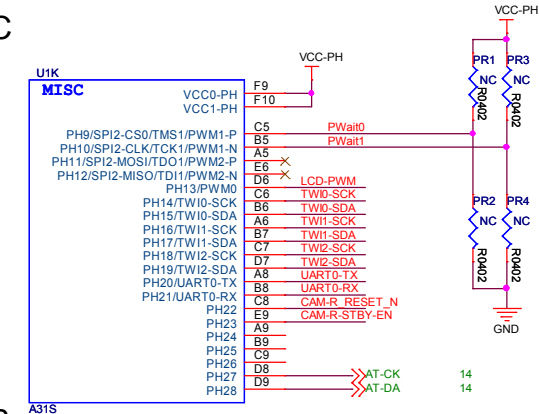 C
VCC-PH
VCC-PH
U1K
MISC
PR1 PR3
NC NC
R0402 R0402
VCC0-PH F9
VCC1-PH F10
PH9/SPI2-CS0/TMS1/PWM1-P C5 PWait0
PH10/SPI2-CLK/TCK1/PWM1-N B5 PWait1
PH11/SPI2-MOSI/TDO1/PWM2-P A5
PH12/SPI2-MISO/TDI1/PWM2-N E6
PH13/PWM0 D6 LCD-PWM
PH14/TWI0-SCK C6 TWI0-SCK
PH15/TWI0-SDA B6 TWI0-SDA
PH16/TWI1-SCK A6 TWI1-SCK
PH17/TWI1-SDA B7 TWI1-SDA
PH18/TWI2-SCK C7 TWI2-SCK
PH19/TWI2-SDA D7 TWI2-SDA
PH20/UART0-TX A8 UART0-TX
PH21/UART0-RX B8 UART0-RX
PH22 C8 CAM-R_RESET_N
PH23 E9 CAM-R-STBY-EN
PH24 A9
PH25 B9
PH26 C9
PH27 D8 AT-CK 14
PH28 D9 AT-DA 14
PR2 PR4
NC NC
R0402 R0402
GND
A31S